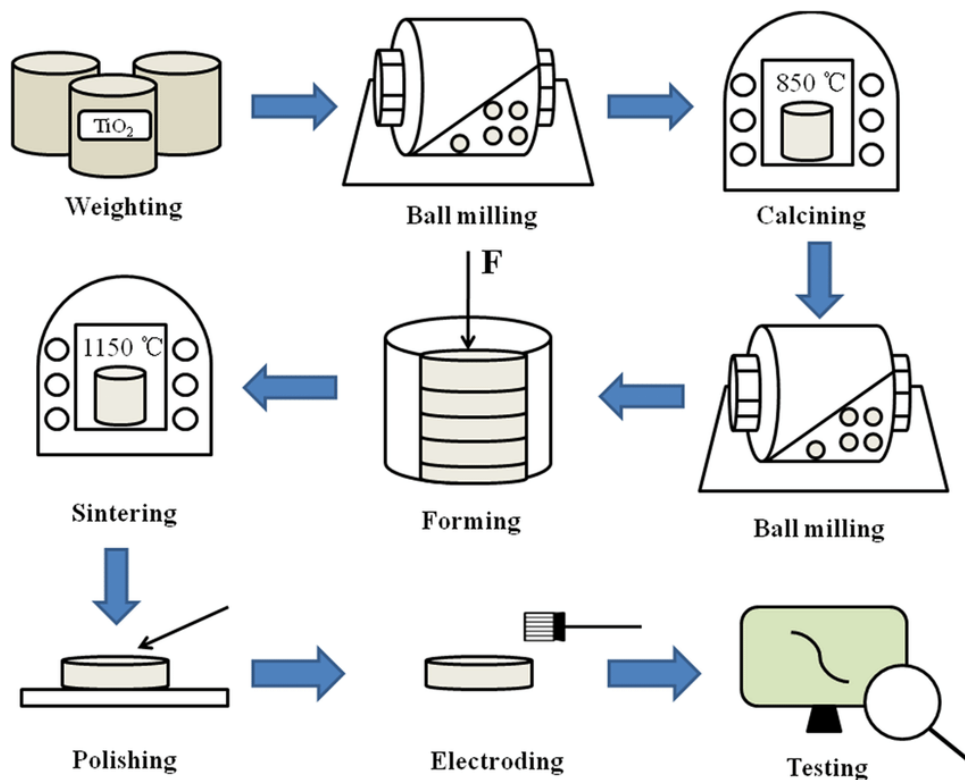 TiO₂
Weighting
Ball milling
850 ℃
Calcining
F
1150 ℃
Sintering
Forming
Ball milling
Polishing
Electroding
Testing